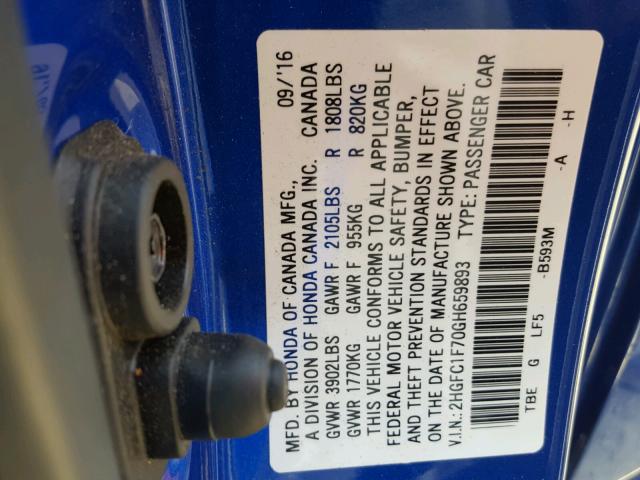 MFD. BY HONDA OF CANADA MFG., 09/'16
A DIVISION OF HONDA CANADA INC. CANADA
GVWR 3902LBS GAWR F 2105LBS R 1808LBS
GVWR 1770KG GAWR F 955KG R 820KG
THIS VEHICLE CONFORMS TO ALL APPLICABLE
FEDERAL MOTOR VEHICLE SAFETY, BUMPER,
AND THEFT PREVENTION STANDARDS IN EFFECT
ON THE DATE OF MANUFACTURE SHOWN ABOVE.
V.I.N.: 2HGFC1F70GH659893 TYPE: PASSENGER CAR
TBE G LF5
-B593M -A -H